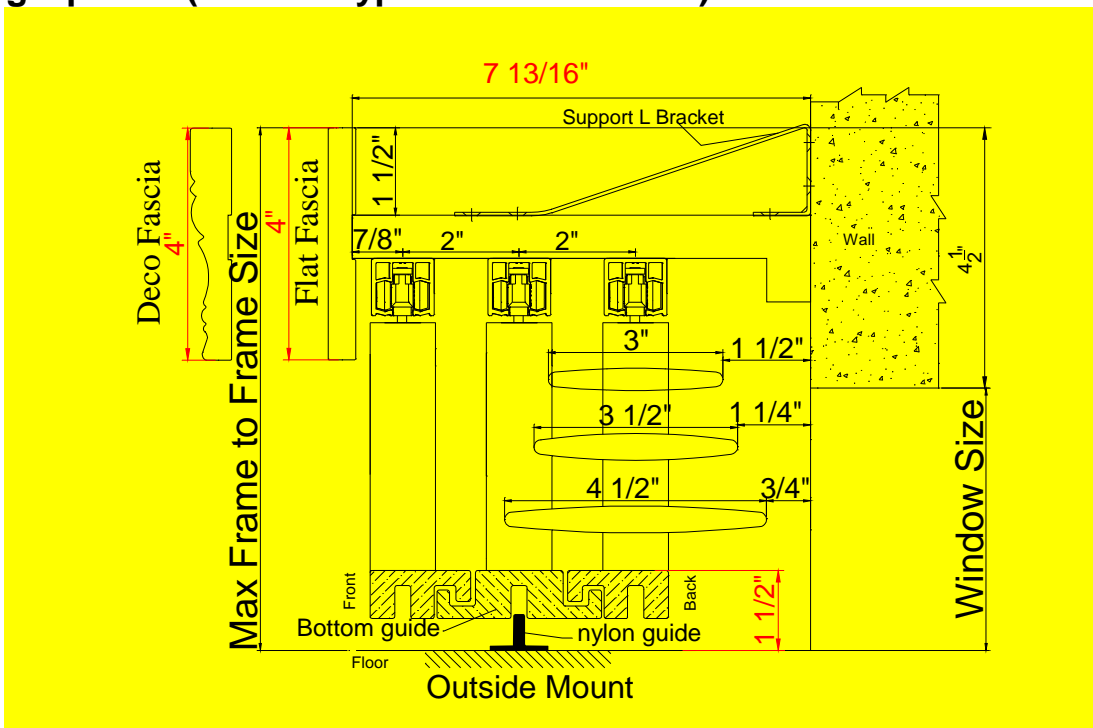 7 13/16"
Support L Bracket
1 1/2"
Deco Fascia
4"
Max Frame to Frame Size
4"
Flat Fascia
7/8"
2"
2"
Wall
4 1/2"
3"
1 1/2"
3 1/2"
1 1/4"
4 1/2"
3/4"
Window Size
Front
Back
1 1/2"
Bottom guide
nylon guide
Floor
Outside Mount